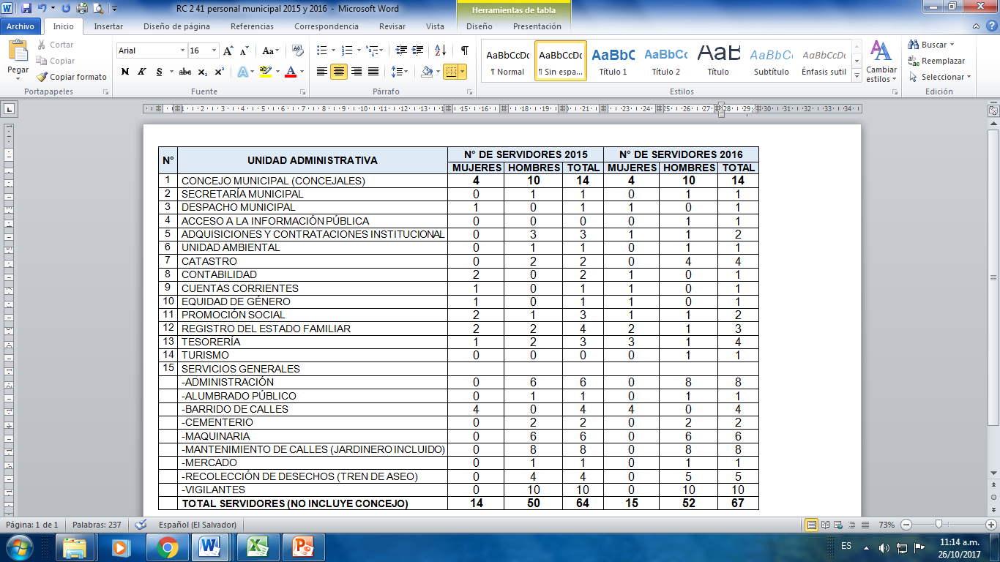 RC 2 41 personal municipal 2015 y 2016 - Microsoft Word
Herramientas de tabla
Archivo Inicio Insertar Diseño de página Referencias Correspondencia Revisar Vista Diseño Presentación
Pegar
Cortar
Copiar
Copiar formato
Portapapeles
Arial 16
N K S abc x₂ x²
Fuente
Párrafo
AaBbCcDc AaBbCcDc AaBbC AaBbCc AaB AaBbCc AaBbCcDc
¶ Normal ¶ Sin espa... Título 1 Título 2 Título Subtítulo Énfasis sutil
Cambiar estilos
Estilos
Buscar
Reemplazar
Seleccionar
Edición
N° UNIDAD ADMINISTRATIVA N° DE SERVIDORES 2015 N° DE SERVIDORES 2016
MUJERES HOMBRES TOTAL MUJERES HOMBRES TOTAL
1 CONCEJO MUNICIPAL (CONCEJALES) 4 10 14 4 10 14
2 SECRETARÍA MUNICIPAL 0 1 1 0 1 1
3 DESPACHO MUNICIPAL 1 0 1 1 0 1
4 ACCESO A LA INFORMACIÓN PÚBLICA 0 0 0 0 1 1
5 ADQUISICIONES Y CONTRATACIONES INSTITUCIONAL 0 3 3 1 1 2
6 UNIDAD AMBIENTAL 0 1 1 0 1 1
7 CATASTRO 0 2 2 0 4 4
8 CONTABILIDAD 2 0 2 1 0 1
9 CUENTAS CORRIENTES 1 0 1 1 0 1
10 EQUIDAD DE GÉNERO 1 0 1 1 0 1
11 PROMOCIÓN SOCIAL 2 1 3 1 1 2
12 REGISTRO DEL ESTADO FAMILIAR 2 2 4 2 1 3
13 TESORERÍA 1 2 3 3 1 4
14 TURISMO 0 0 0 0 1 1
15 SERVICIOS GENERALES
-ADMINISTRACIÓN 0 6 6 0 8 8
-ALUMBRADO PÚBLICO 0 1 1 0 1 1
-BARRIDO DE CALLES 4 0 4 4 0 4
-CEMENTERIO 0 2 2 0 2 2
-MAQUINARIA 0 6 6 0 6 6
-MANTENIMIENTO DE CALLES (JARDINERO INCLUIDO) 0 8 8 0 8 8
-MERCADO 0 1 1 0 1 1
-RECOLECCIÓN DE DESECHOS (TREN DE ASEO) 0 4 4 0 5 5
-VIGILANTES 0 10 10 0 10 10
TOTAL SERVIDORES (NO INCLUYE CONCEJO) 14 50 64 15 52 67
Página: 1 de 1 Palabras: 237 Español (El Salvador) 73%
ES 11:14 a.m.
26/10/2017